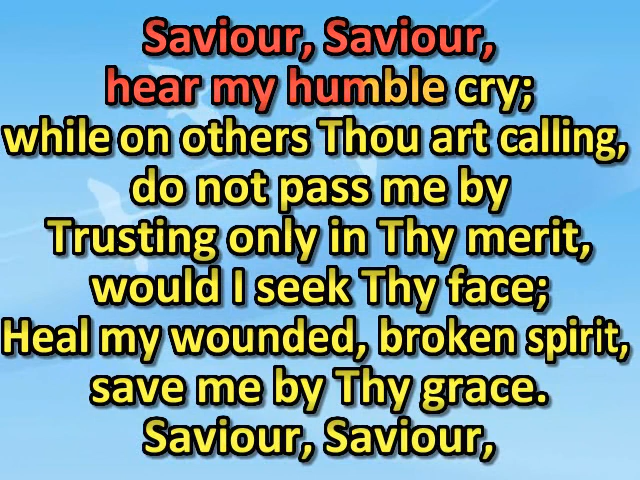 Saviour, Saviour,
hear my humble cry;
while on others Thou art calling,
do not pass me by
Trusting only in Thy merit,
would I seek Thy face;
Heal my wounded, broken spirit,
save me by Thy grace.
Saviour, Saviour,